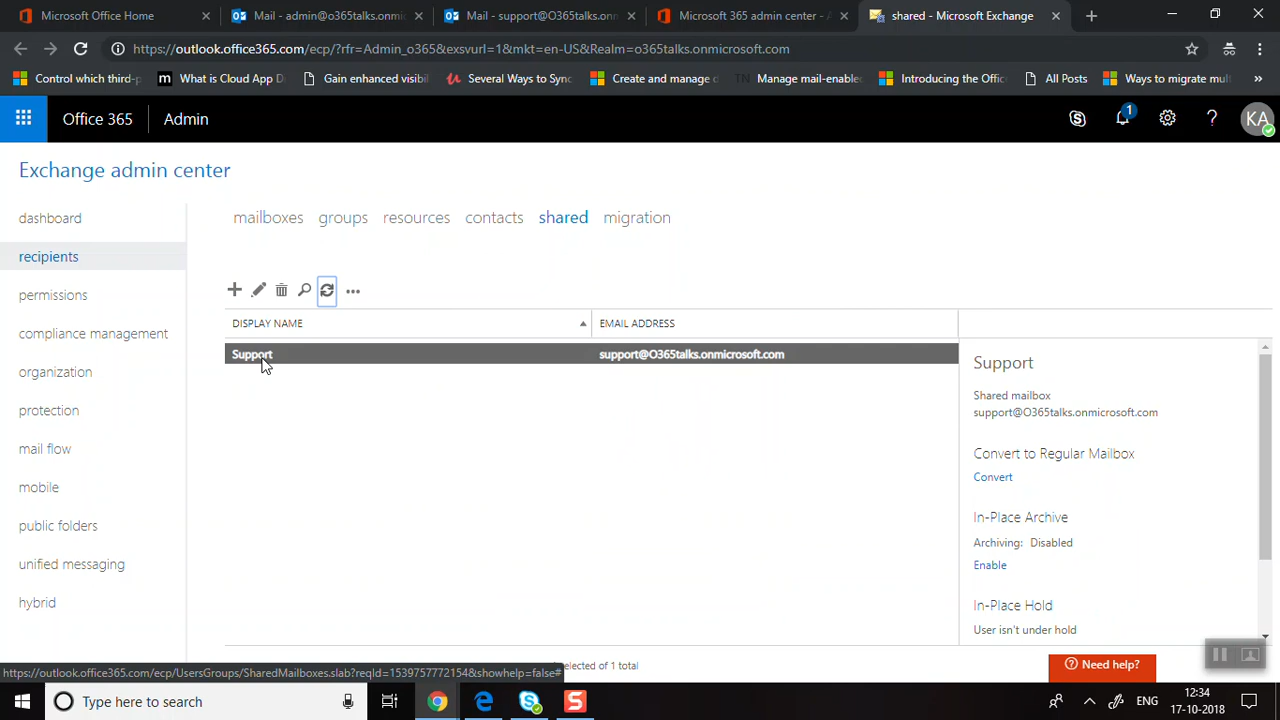 Microsoft Office Home
Mail - admin@o365talks.onmic
Mail - support@O365talks.onm
Microsoft 365 admin center - A
shared - Microsoft Exchange
https://outlook.office365.com/ecp/?rfr=Admin_o365&exsvurl=1&mkt=en-US&Realm=o365talks.onmicrosoft.com
Control which third-p
What is Cloud App D
Gain enhanced visibil
Several Ways to Sync
Create and manage d
TN Manage mail-enable
Introducing the Offic
All Posts
Ways to migrate mult
»
Office 365
Admin
1
?
KA
Exchange admin center
dashboard
recipients
permissions
compliance management
organization
protection
mail flow
mobile
public folders
unified messaging
hybrid
mailboxes groups resources contacts shared migration
DISPLAY NAME
EMAIL ADDRESS
Support
support@O365talks.onmicrosoft.com
Support
Shared mailbox
support@O365talks.onmicrosoft.com
Convert to Regular Mailbox
Convert
In-Place Archive
Archiving: Disabled
Enable
In-Place Hold
User isn't under hold
selected of 1 total
Need help?
https://outlook.office365.com/ecp/UsersGroups/SharedMailboxes.slab?reqId=1539757772154&showhelp=false#
Type here to search
ENG
12:34
17-10-2018